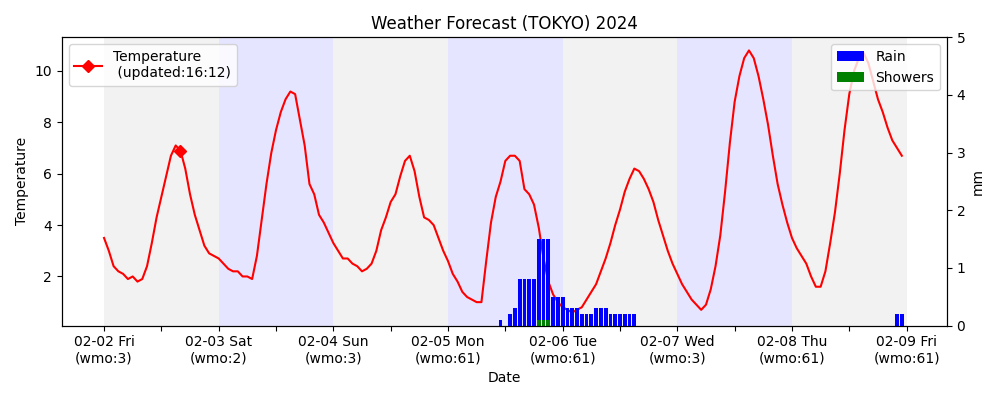 Weather Forecast (TOKYO) 2024
Temperature
(updated:16:12)
Rain
Showers
10
8
6
4
2
Temperature
5
4
3
2
1
0
mm
02-02 Fri
(wmo:3)
02-03 Sat
(wmo:2)
02-04 Sun
(wmo:3)
02-05 Mon
(wmo:61)
02-06 Tue
(wmo:61)
02-07 Wed
(wmo:3)
02-08 Thu
(wmo:61)
02-09 Fri
(wmo:61)
Date